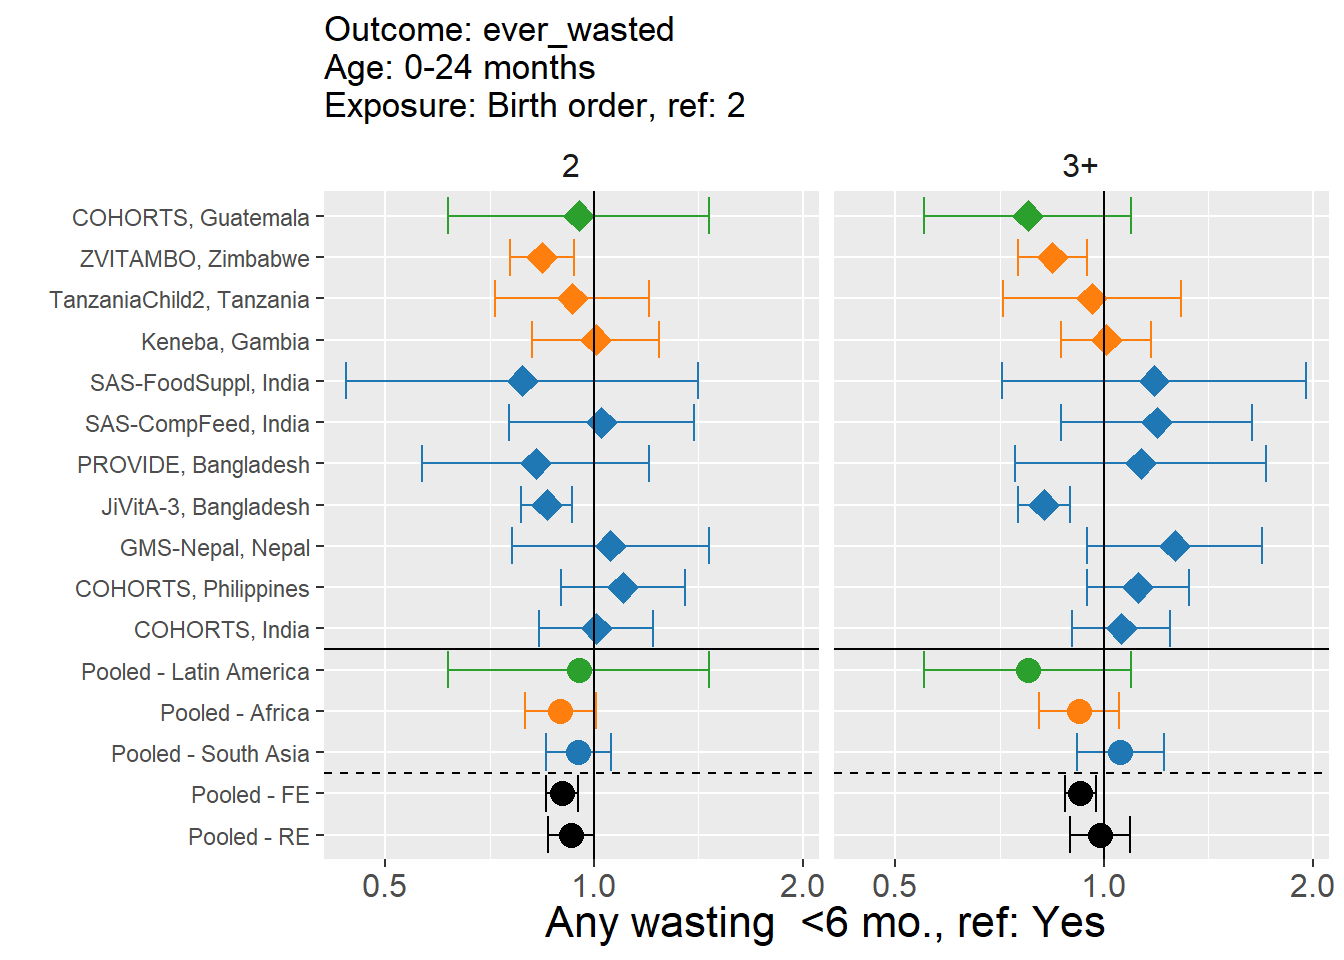 Outcome: ever_wasted
Age: 0-24 months
Exposure: Birth order, ref: 2
2
3+
COHORTS, Guatemala
ZVITAMBO, Zimbabwe
TanzaniaChild2, Tanzania
Keneba, Gambia
SAS-FoodSuppl, India
SAS-CompFeed, India
PROVIDE, Bangladesh
JiVitA-3, Bangladesh
GMS-Nepal, Nepal
COHORTS, Philippines
COHORTS, India
Pooled - Latin America
Pooled - Africa
Pooled - South Asia
Pooled - FE
Pooled - RE
0.5 1.0 2.0 0.5 1.0 2.0
Any wasting  <6 mo., ref: Yes